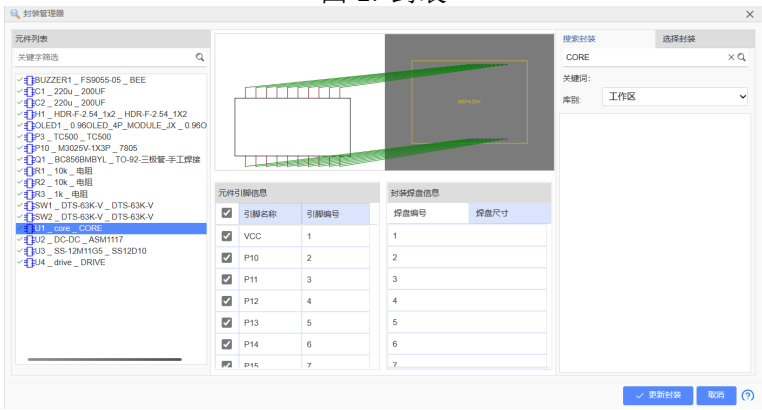 封装管理器
元件列表
关键字筛选
BUZZER1 _ FS9055-05 _ BEE
C1 _ 220u _ 200UF
C2 _ 220u _ 200UF
H1 _ HDR-F-2.54_1x2 _ HDR-F-2.54_1X2
OLED1 _ 0.96OLED_4P_MODULE_JX _ 0.96O
P3 _ TC500 _ TC500
P10 _ M3025V-1X3P _ 7805
Q1 _ BC856BMBYL _ TO-92-三极管-手工焊接
R1 _ 10k _ 电阻
R2 _ 10k _ 电阻
R3 _ 1k _ 电阻
SW1 _ DTS-63K-V _ DTS-63K-V
SW2 _ DTS-63K-V _ DTS-63K-V
U1 _ core _ CORE
U2 _ DC-DC _ ASM1117
U3 _ SS-12M11G5 _ SS12D10
U4 _ drive _ DRIVE
元件引脚信息
引脚名称 引脚编号
VCC 1
P10 2
P11 3
P12 4
P13 5
P14 6
P15 7
封装焊盘信息
焊盘编号 焊盘尺寸
1
2
3
4
5
6
7
搜索封装 选择封装
CORE
关键词:
库别: 工作区
更新封装 取消